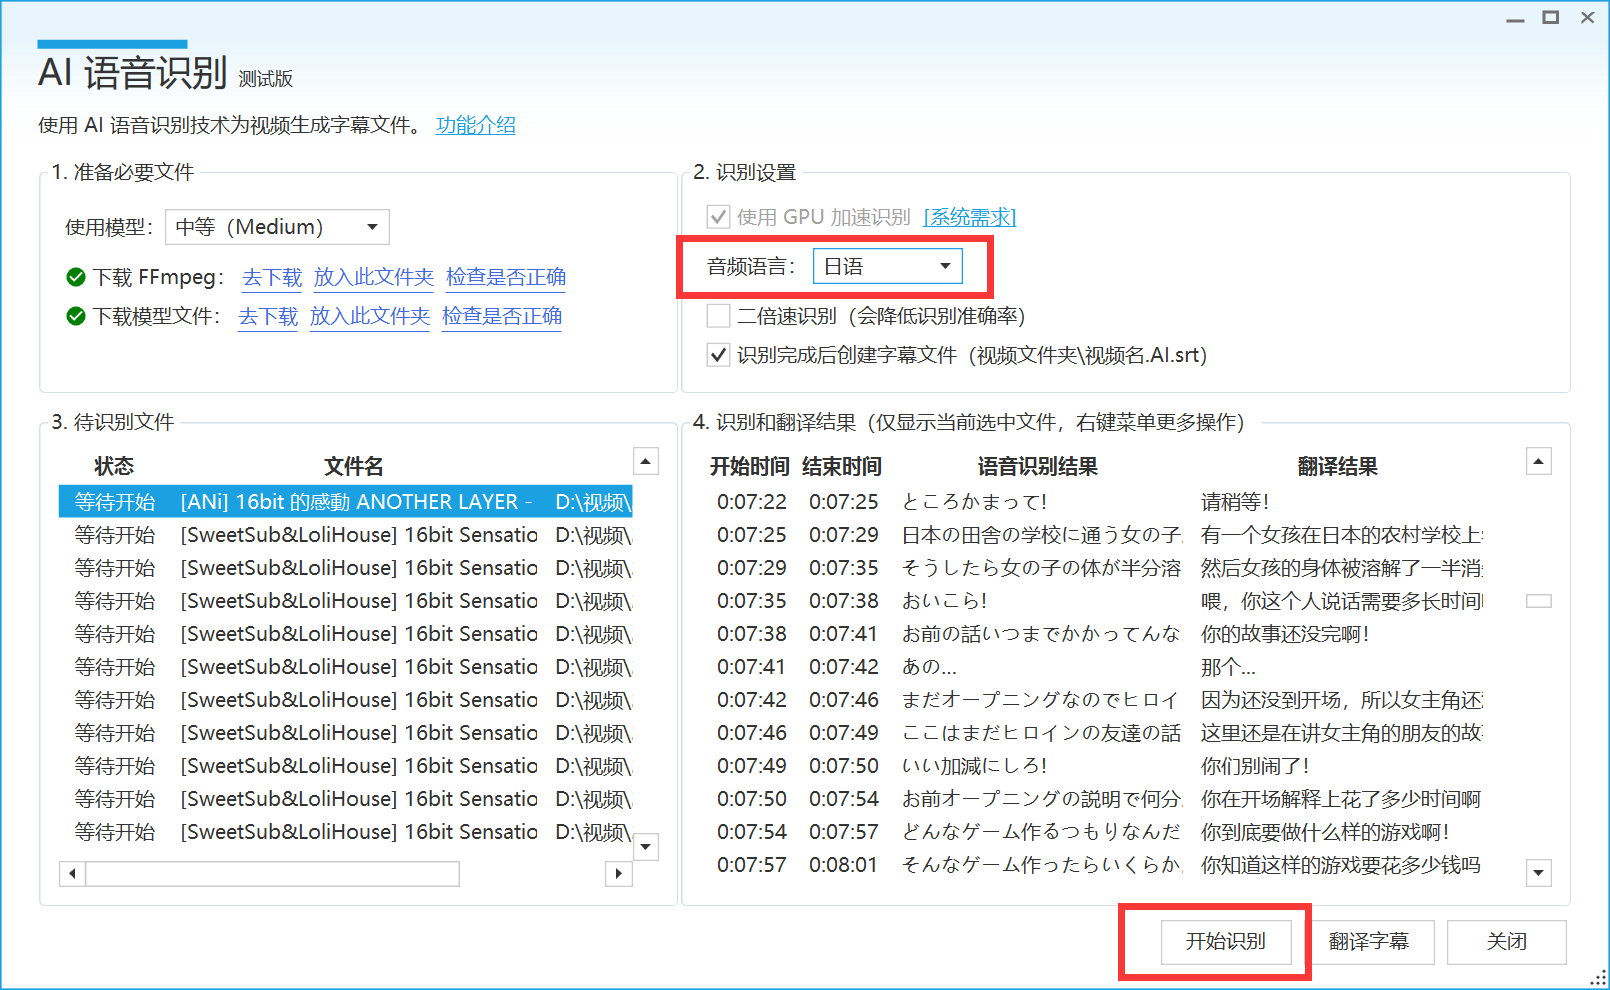 AI 语音识别 测试版
使用 AI 语音识别技术为视频生成字幕文件。 功能介绍
1. 准备必要文件
使用模型： 中等（Medium）
下载 FFmpeg： 去下载 放入此文件夹 检查是否正确
下载模型文件： 去下载 放入此文件夹 检查是否正确
2. 识别设置
使用 GPU 加速识别 [系统需求]
音频语言： 日语
二倍速识别（会降低识别准确率）
识别完成后创建字幕文件（视频文件夹\视频名.AI.srt）
3. 待识别文件
状态 文件名
等待开始 [ANi] 16bit 的感動 ANOTHER LAYER - D:\视频\
等待开始 [SweetSub&LoliHouse] 16bit Sensatio D:\视频\
等待开始 [SweetSub&LoliHouse] 16bit Sensatio D:\视频\
等待开始 [SweetSub&LoliHouse] 16bit Sensatio D:\视频\
等待开始 [SweetSub&LoliHouse] 16bit Sensatio D:\视频\
等待开始 [SweetSub&LoliHouse] 16bit Sensatio D:\视频\
等待开始 [SweetSub&LoliHouse] 16bit Sensatio D:\视频\
等待开始 [SweetSub&LoliHouse] 16bit Sensatio D:\视频\
等待开始 [SweetSub&LoliHouse] 16bit Sensatio D:\视频\
等待开始 [SweetSub&LoliHouse] 16bit Sensatio D:\视频\
等待开始 [SweetSub&LoliHouse] 16bit Sensatio D:\视频\
4. 识别和翻译结果（仅显示当前选中文件，右键菜单更多操作）
开始时间 结束时间 语音识别结果 翻译结果
0:07:22 0:07:25 ところかまって! 请稍等！
0:07:25 0:07:29 日本の田舎の学校に通う女の子 有一个女孩在日本的农村学校上
0:07:29 0:07:35 そうしたら女の子の体が半分溶 然后女孩的身体被溶解了一半消
0:07:35 0:07:38 おいこら! 喂，你这个人说话需要多长时间
0:07:38 0:07:41 お前の話いつまでかかってんな 你的故事还没完啊！
0:07:41 0:07:42 あの... 那个...
0:07:42 0:07:46 まだオープニングなのでヒロイ 因为还没到开场，所以女主角还
0:07:46 0:07:49 ここはまだヒロインの友達の話 这里还是在讲女主角的朋友的故
0:07:49 0:07:50 いい加減にしろ! 你们别闹了！
0:07:50 0:07:54 お前オープニングの説明で何分 你在开场解释上花了多少时间啊
0:07:54 0:07:57 どんなゲーム作るつもりなんだ 你到底要做什么样的游戏啊！
0:07:57 0:08:01 そんなゲーム作ったらいくらか 你知道这样的游戏要花多少钱吗
开始识别 翻译字幕 关闭